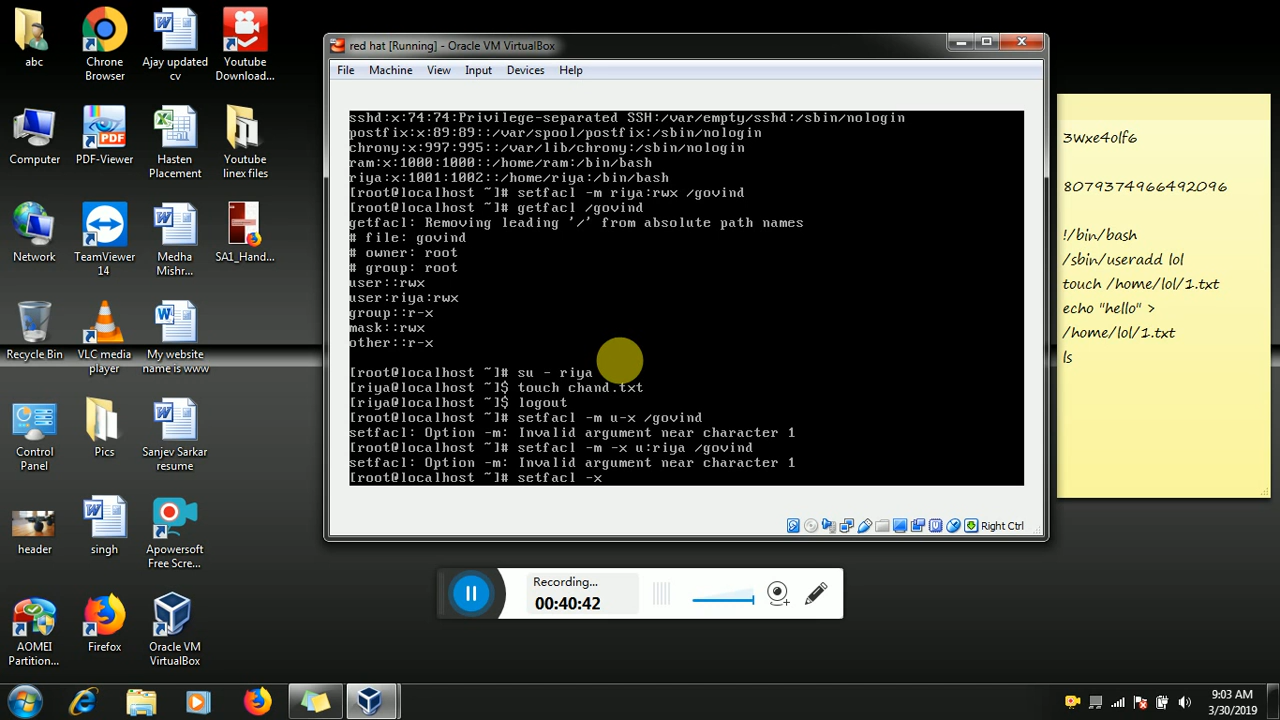 abc
Chrome
Browser
Ajay updated
cv
Youtube
Download...
Computer
PDF-Viewer
Hasten
Placement
Youtube
linex files
Network
TeamViewer
14
Medha
Mishr...
SA1_Hand...
Recycle Bin
VLC media
player
My website
name is www
Control
Panel
Pics
Sanjev Sarkar
resume
header
singh
Apowersoft
Free Scre...
AOMEI
Partition...
Firefox
Oracle VM
VirtualBox
red hat [Running] - Oracle VM VirtualBox
File Machine View Input Devices Help
sshd:x:74:74:Privilege-separated SSH:/var/empty/sshd:/sbin/nologin
postfix:x:89:89::/var/spool/postfix:/sbin/nologin
chrony:x:997:995::/var/lib/chrony:/sbin/nologin
ram:x:1000:1000::/home/ram:/bin/bash
riya:x:1001:1002::/home/riya:/bin/bash
[root@localhost ~]# setfacl -m riya:rwx /govind
[root@localhost ~]# getfacl /govind
getfacl: Removing leading '/' from absolute path names
# file: govind
# owner: root
# group: root
user::rwx
user:riya:rwx
group::r-x
mask::rwx
other::r-x
[root@localhost ~]# su - riya
[riya@localhost ~]$ touch chand.txt
[riya@localhost ~]$ logout
[root@localhost ~]# setfacl -m u-x /govind
setfacl: Option -m: Invalid argument near character 1
[root@localhost ~]# setfacl -m -x u:riya /govind
setfacl: Option -m: Invalid argument near character 1
[root@localhost ~]# setfacl -x
Right Ctrl
Recording...
00:40:42
3Wxe4olf6
8079374966492096
!/bin/bash
/sbin/useradd lol
touch /home/lol/1.txt
echo "hello" >
/home/lol/1.txt
ls
9:03 AM
3/30/2019